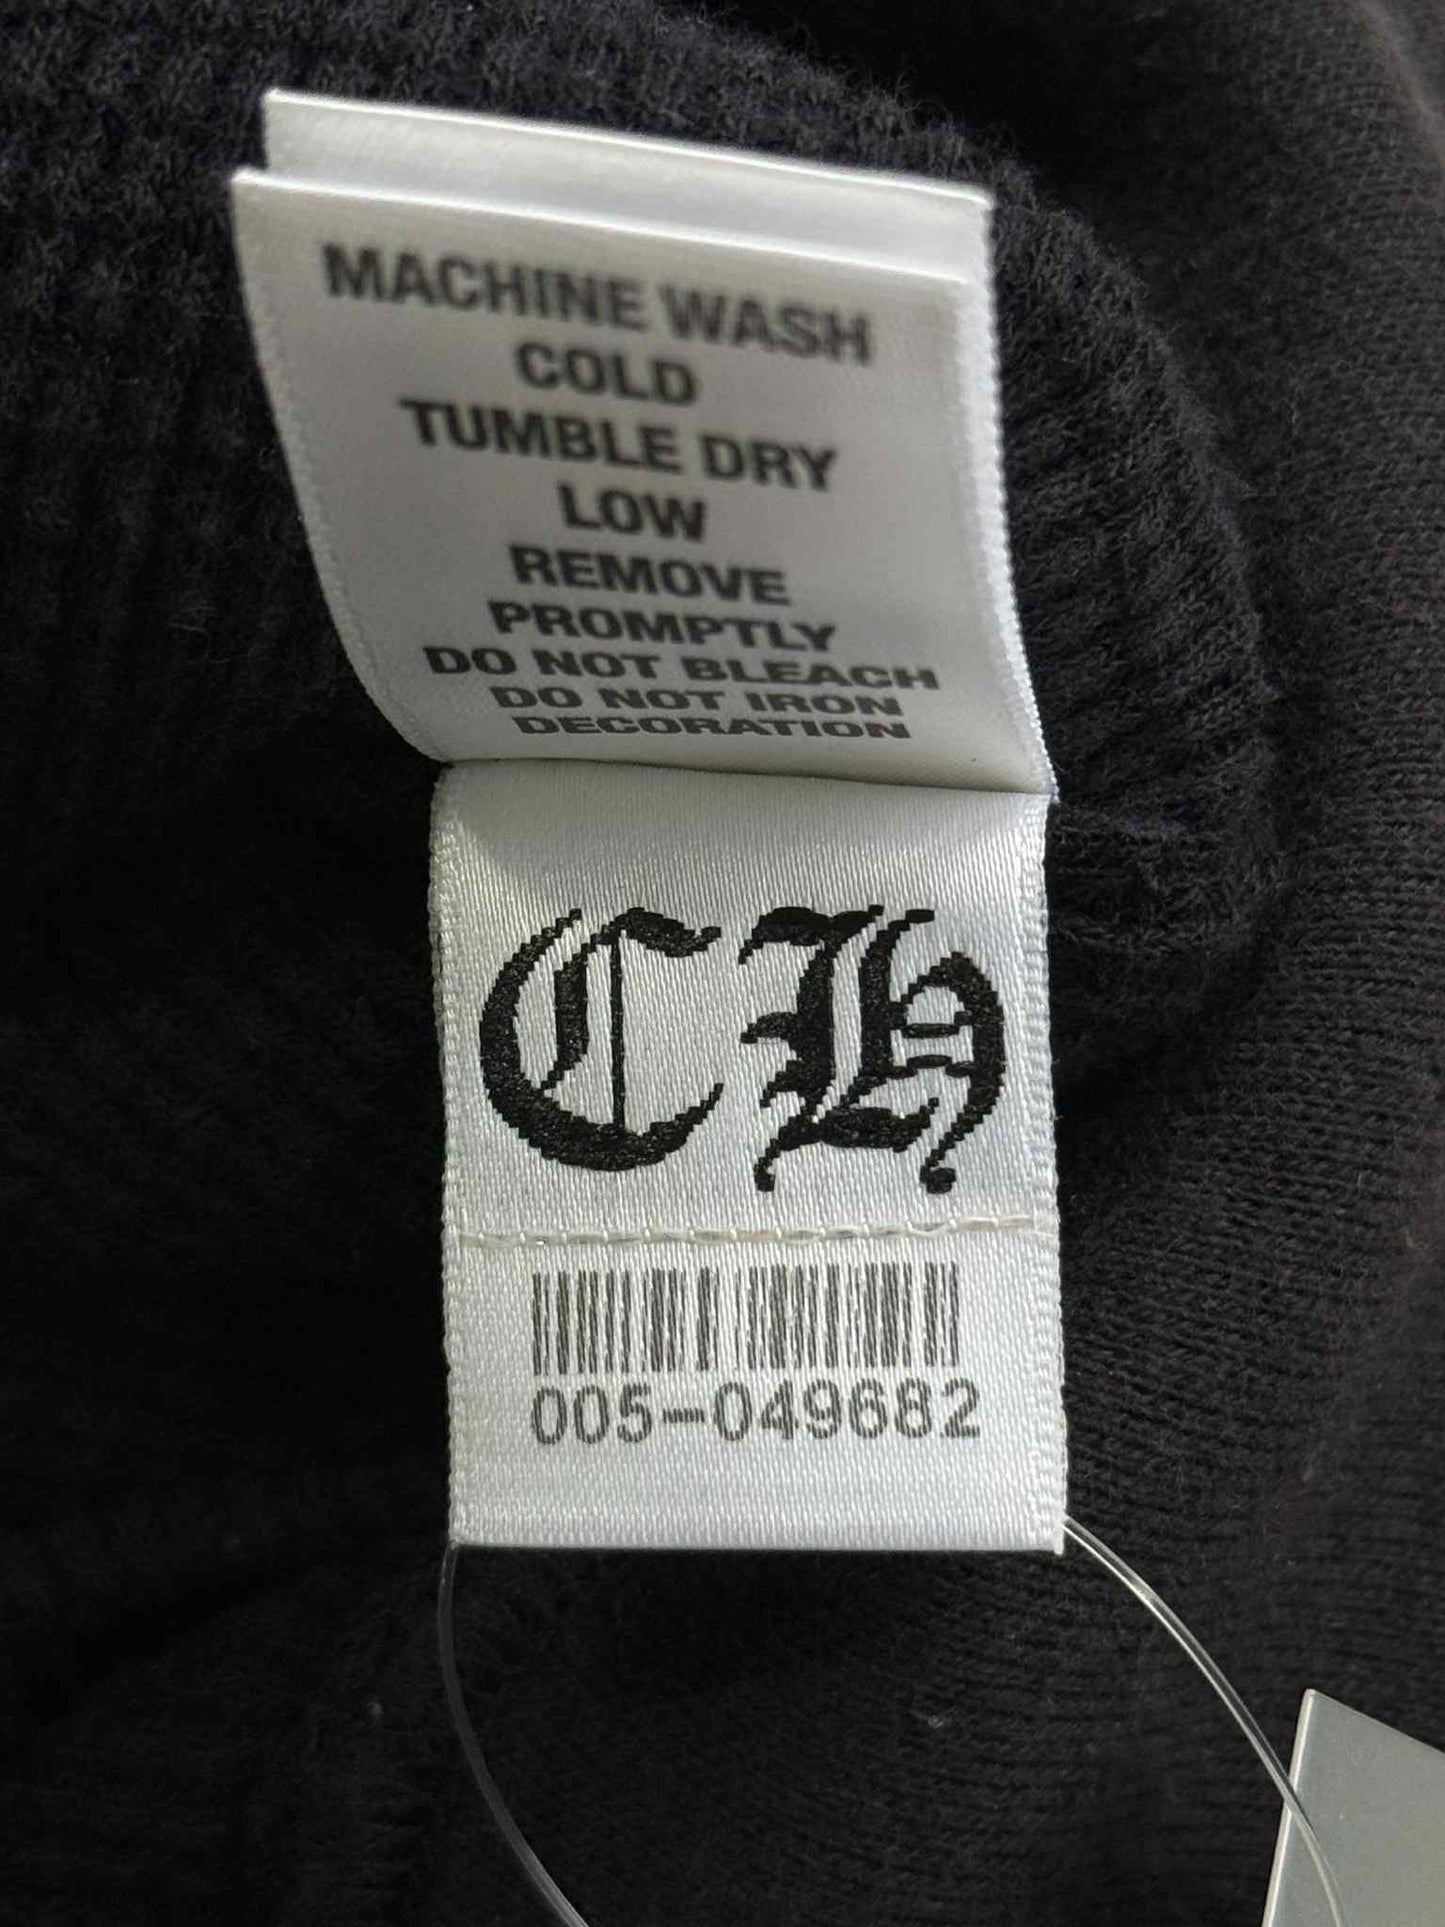 MACHINE WASH
COLD
TUMBLE DRY
LOW
REMOVE
PROMPTLY
DO NOT BLEACH
DO NOT IRON
DECORATION
CH
005-049682